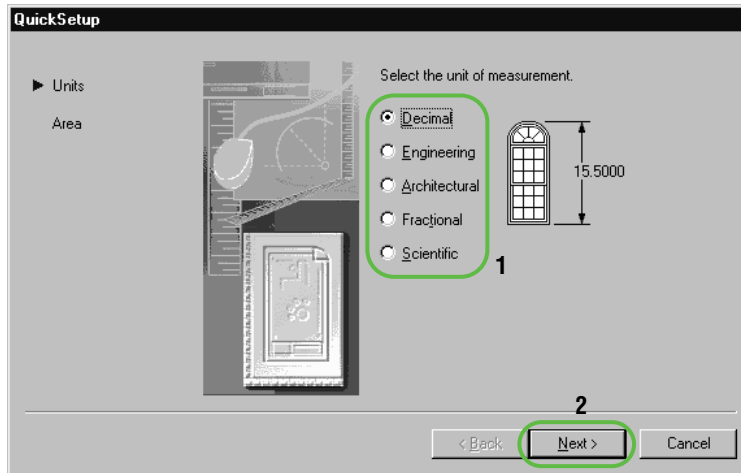 QuickSetup
Units
Area
Select the unit of measurement.
Decimal
Engineering
Architectural
Fractional
Scientific
15.5000
1
2
< Back
Next >
Cancel